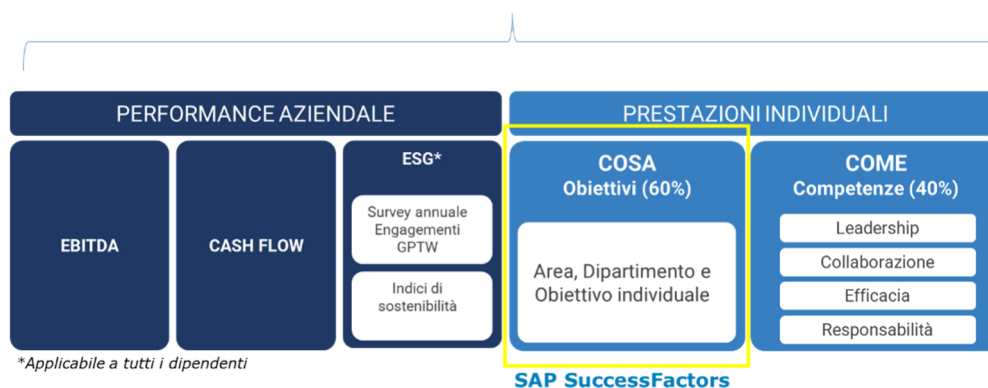 PERFORMANCE AZIENDALE
PRESTAZIONI INDIVIDUALI
EBITDA
CASH FLOW
ESG*
Survey annuale
Engagementi
GPTW
Indici di
sostenibilità
COSA
Obiettivi (60%)
Area, Dipartimento e
Obiettivo individuale
COME
Competenze (40%)
Leadership
Collaborazione
Efficacia
Responsabilità
*Applicabile a tutti i dipendenti
SAP SuccessFactors